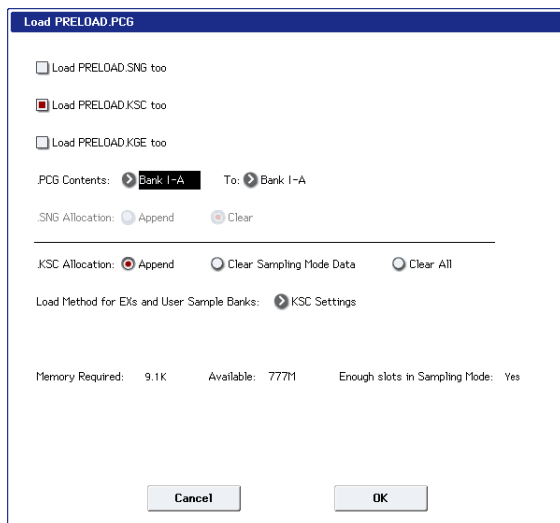 Load PRELOAD.PCG
Load PRELOAD.SNG too
Load PRELOAD.KSC too
Load PRELOAD.KGE too
.PCG Contents: Bank I-A To: Bank I-A
.SNG Allocation: Append Clear
.KSC Allocation: Append Clear Sampling Mode Data Clear All
Load Method for EXs and User Sample Banks: KSC Settings
Memory Required: 9.1K Available: 777M Enough slots in Sampling Mode: Yes
Cancel OK